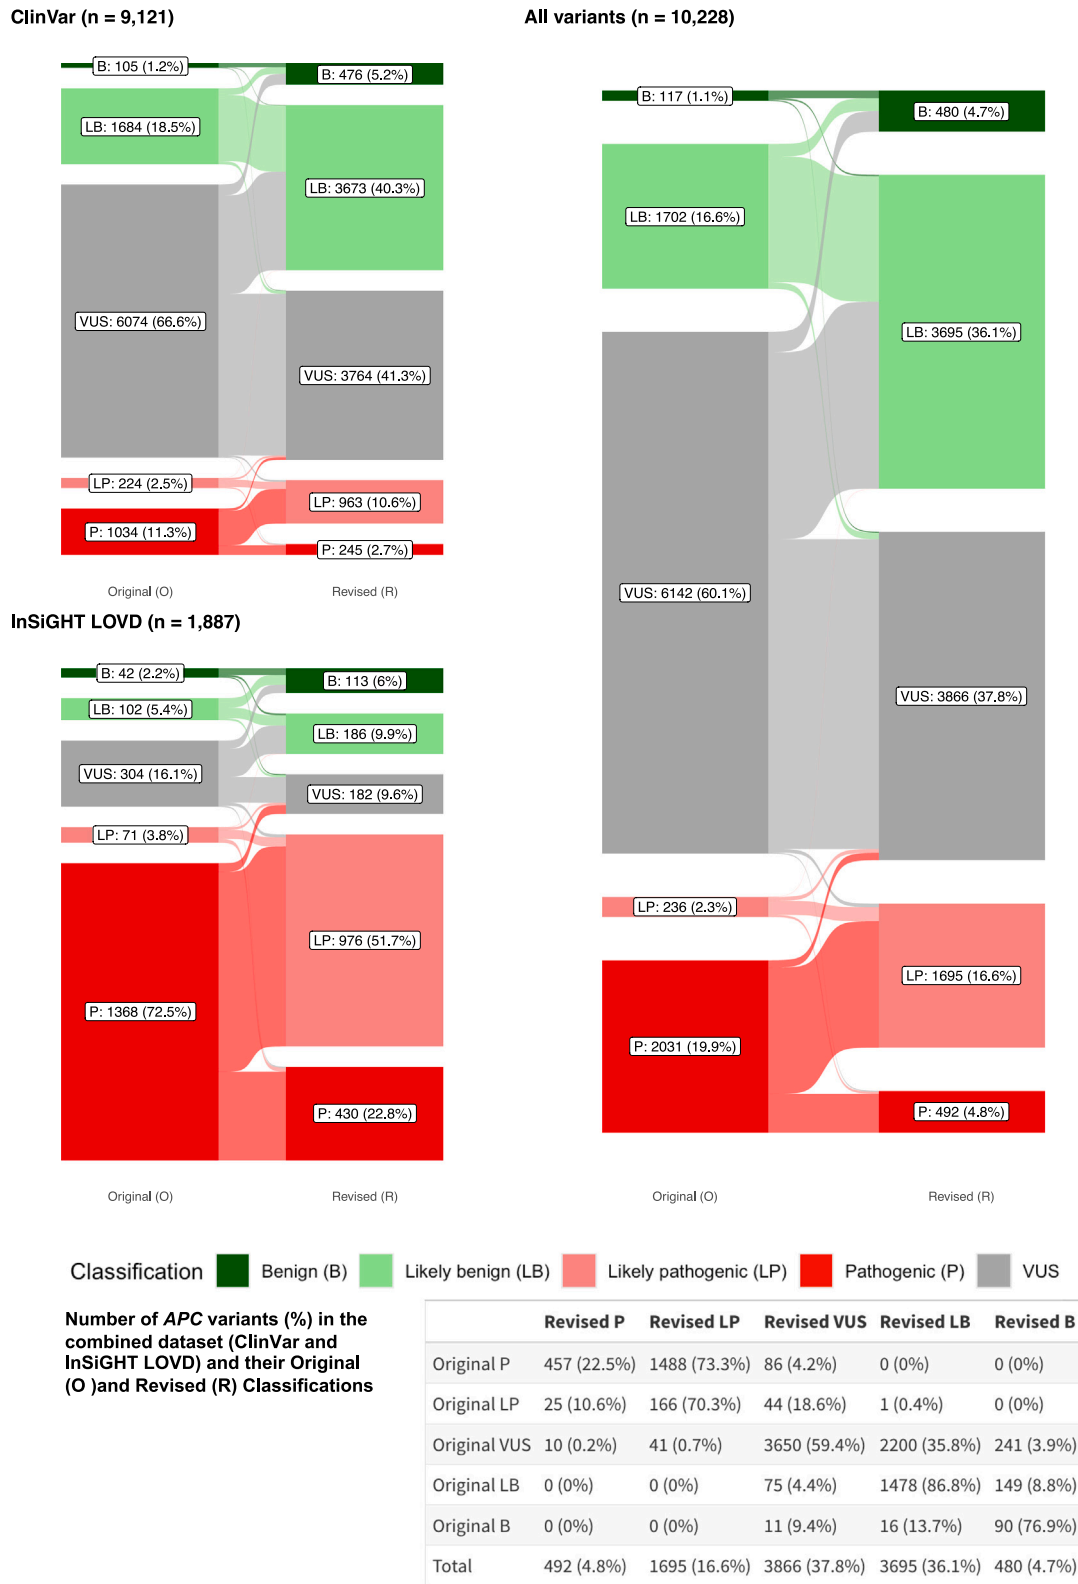 ClinVar (n = 9,121)
B: 105 (1.2%)
B: 476 (5.2%)
LB: 1684 (18.5%)
LB: 3673 (40.3%)
VUS: 6074 (66.6%)
VUS: 3764 (41.3%)
LP: 224 (2.5%)
LP: 963 (10.6%)
P: 1034 (11.3%)
P: 245 (2.7%)
Original (O)
Revised (R)
InSiGHT LOVD (n = 1,887)
B: 42 (2.2%)
B: 113 (6%)
LB: 102 (5.4%)
LB: 186 (9.9%)
VUS: 304 (16.1%)
VUS: 182 (9.6%)
LP: 71 (3.8%)
LP: 976 (51.7%)
P: 1368 (72.5%)
P: 430 (22.8%)
Original (O)
Revised (R)
All variants (n = 10,228)
B: 117 (1.1%)
B: 480 (4.7%)
LB: 1702 (16.6%)
LB: 3695 (36.1%)
VUS: 6142 (60.1%)
VUS: 3866 (37.8%)
LP: 236 (2.3%)
LP: 1695 (16.6%)
P: 2031 (19.9%)
P: 492 (4.8%)
Original (O)
Revised (R)
Classification Benign (B) Likely benign (LB) Likely pathogenic (LP) Pathogenic (P) VUS
Number of APC variants (%) in the
combined dataset (ClinVar and
InSiGHT LOVD) and their Original
(O )and Revised (R) Classifications
Revised P Revised LP Revised VUS Revised LB Revised B
Original P 457 (22.5%) 1488 (73.3%) 86 (4.2%) 0 (0%) 0 (0%)
Original LP 25 (10.6%) 166 (70.3%) 44 (18.6%) 1 (0.4%) 0 (0%)
Original VUS 10 (0.2%) 41 (0.7%) 3650 (59.4%) 2200 (35.8%) 241 (3.9%)
Original LB 0 (0%) 0 (0%) 75 (4.4%) 1478 (86.8%) 149 (8.8%)
Original B 0 (0%) 0 (0%) 11 (9.4%) 16 (13.7%) 90 (76.9%)
Total 492 (4.8%) 1695 (16.6%) 3866 (37.8%) 3695 (36.1%) 480 (4.7%)